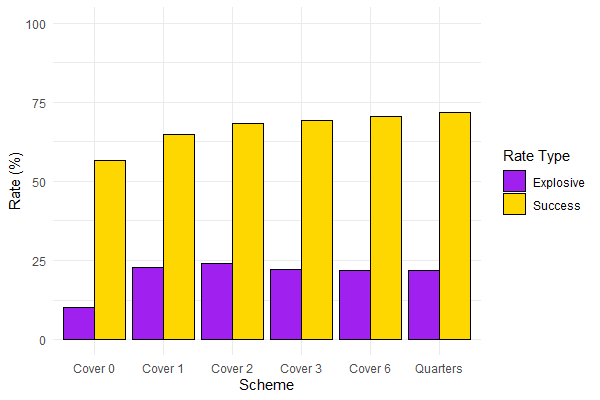 100
75
50
25
0
Rate (%)
Cover 0 Cover 1 Cover 2 Cover 3 Cover 6 Quarters
Scheme
Rate Type
Explosive
Success